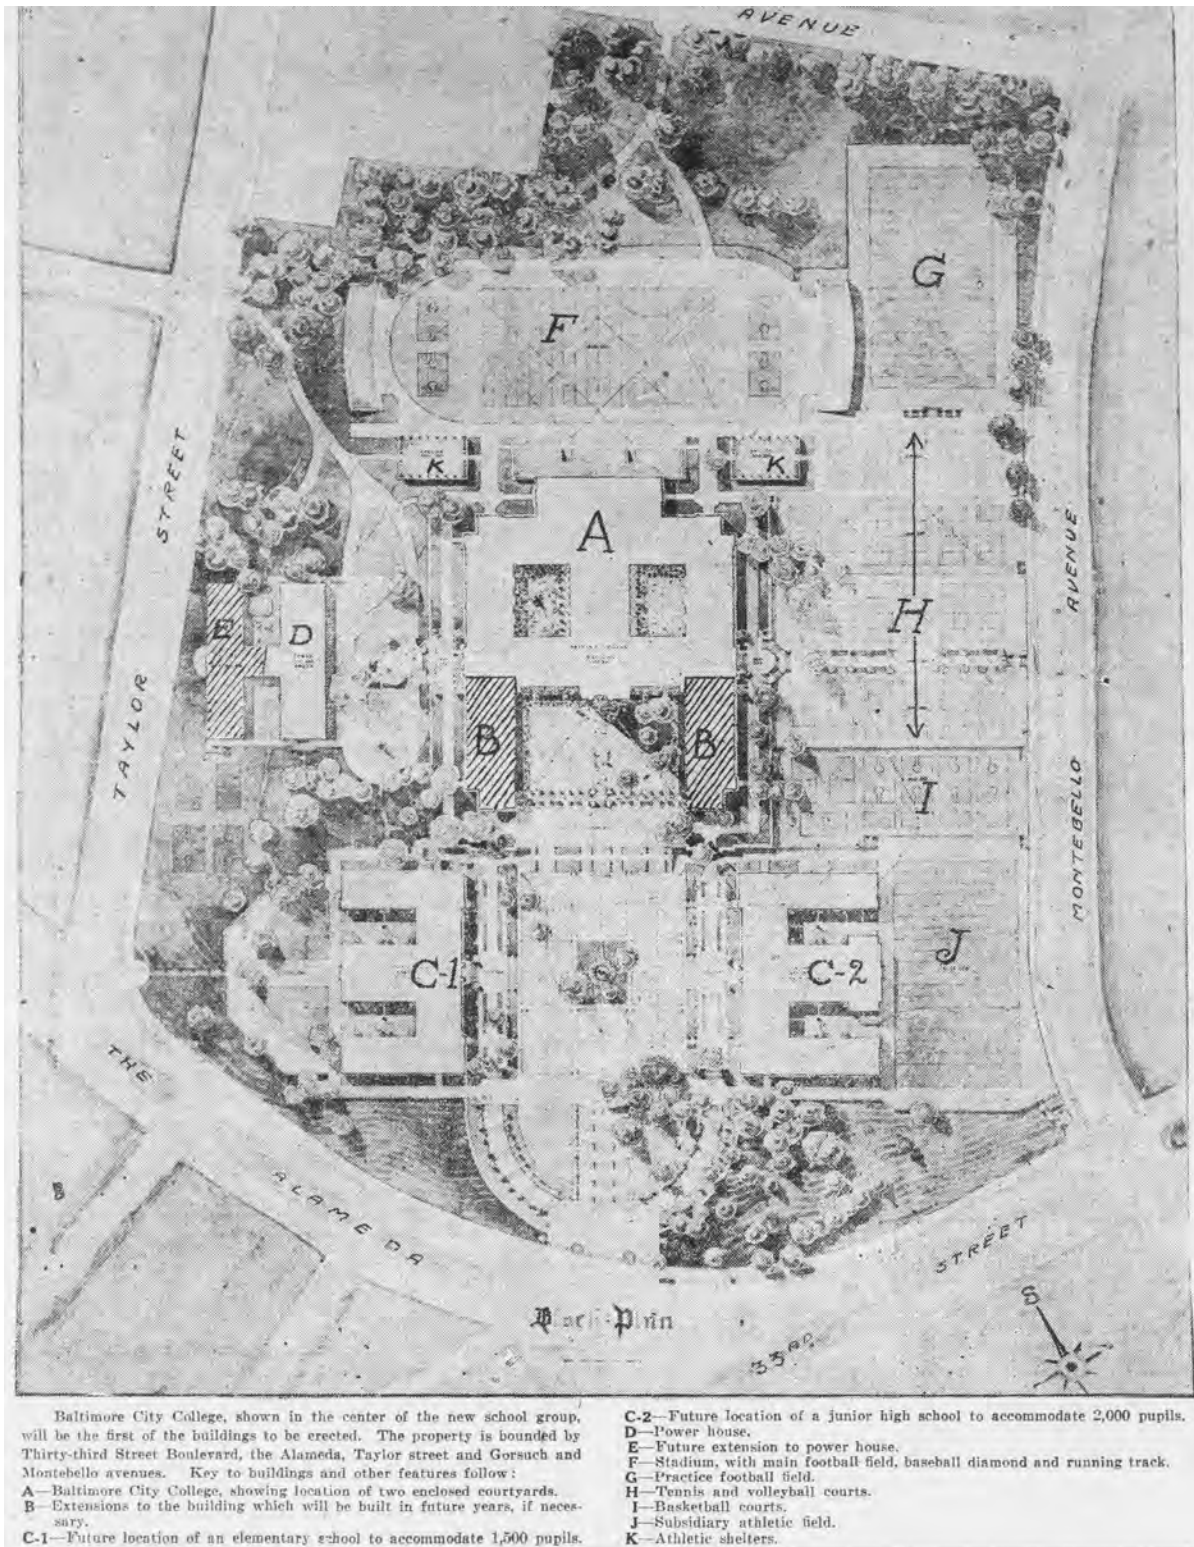 AVENUE
G
F
STREET
K
K
A
AVENUE
E
D
H
TAYLOR
B
B
I
MONTEBELLO
C-1
C-2
J
THE
ALAMEDA
STREET
S
Block-Plan
33RD
Baltimore City College, shown in the center of the new school group,
will be the first of the buildings to be erected. The property is bounded by
Thirty-third Street Boulevard, the Alameda, Taylor street and Gorsuch and
Montebello avenues. Key to buildings and other features follow:
A—Baltimore City College, showing location of two enclosed courtyards.
B—Extensions to the building which will be built in future years, if neces-
sary.
C-1—Future location of an elementary school to accommodate 1,500 pupils.
C-2—Future location of a junior high school to accommodate 2,000 pupils.
D—Power house.
E—Future extension to power house.
F—Stadium, with main football field, baseball diamond and running track.
G—Practice football field.
H—Tennis and volleyball courts.
I—Basketball courts.
J—Subsidiary athletic field.
K—Athletic shelters.